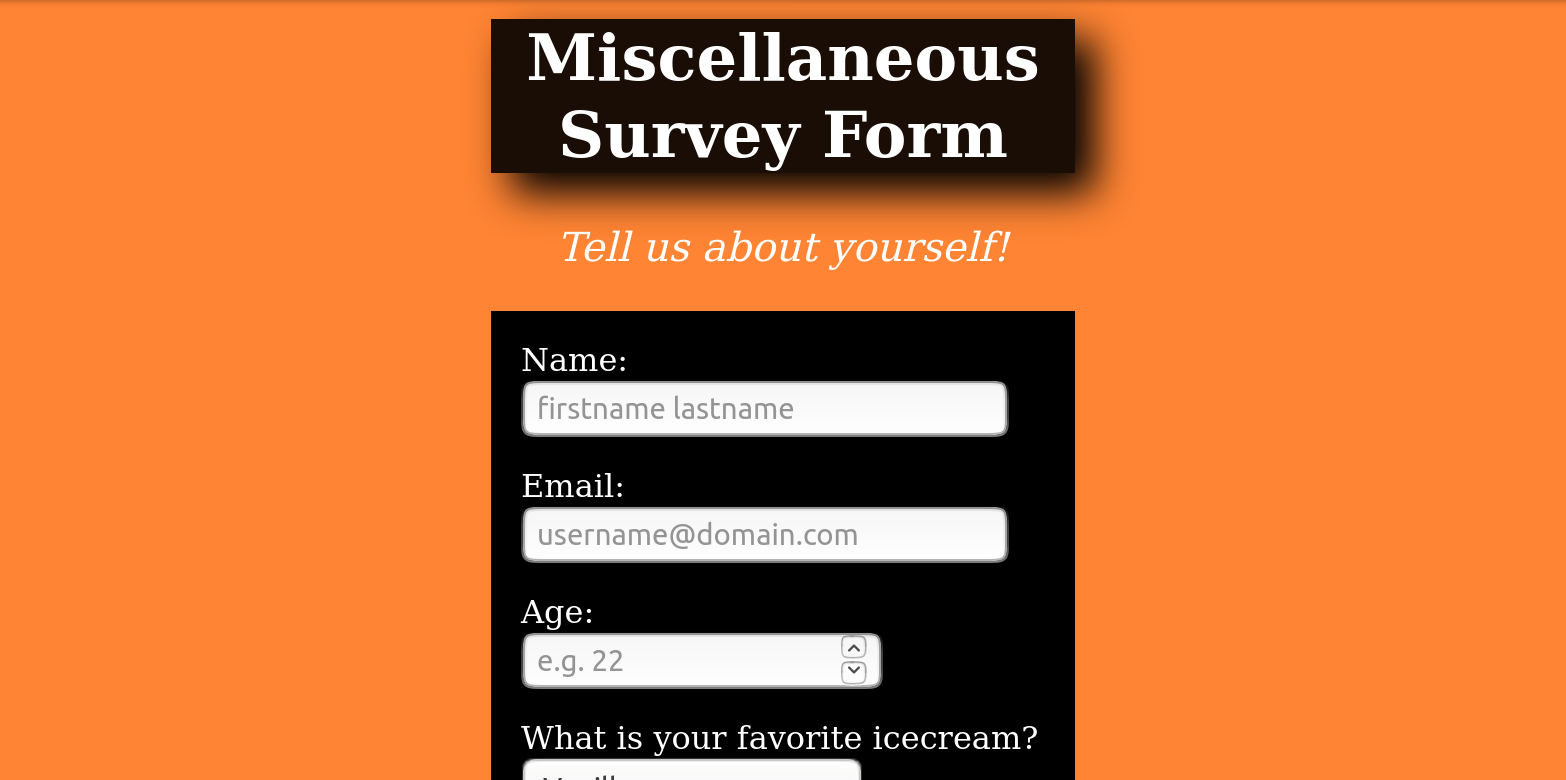 Miscellaneous
Survey Form
Tell us about yourself!
Name:
firstname lastname
Email:
username@domain.com
Age:
e.g. 22
What is your favorite icecream?